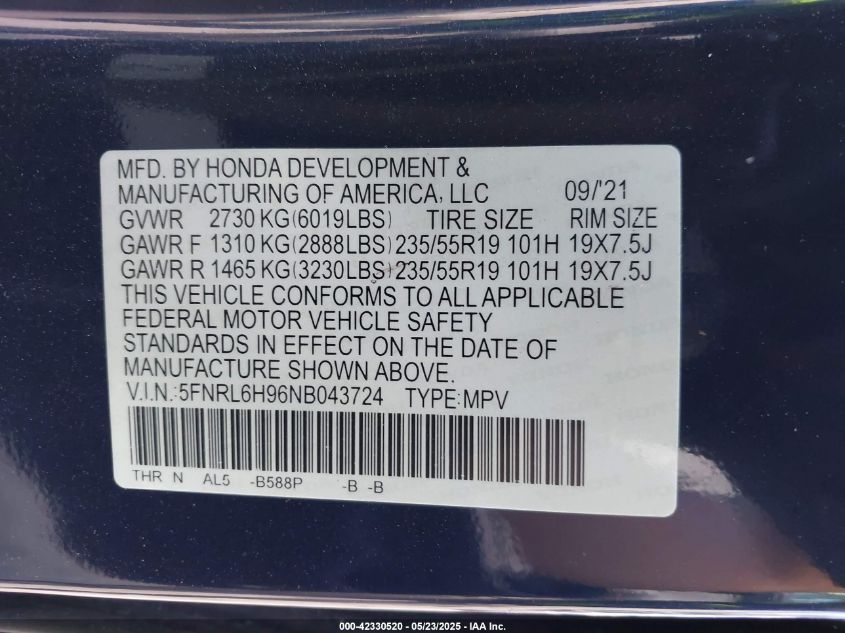 MFD. BY HONDA DEVELOPMENT &
MANUFACTURING OF AMERICA, LLC 09/'21
GVWR 2730 KG(6019LBS) TIRE SIZE RIM SIZE
GAWR F 1310 KG(2888LBS) 235/55R19 101H 19X7.5J
GAWR R 1465 KG(3230LBS) 235/55R19 101H 19X7.5J
THIS VEHICLE CONFORMS TO ALL APPLICABLE
FEDERAL MOTOR VEHICLE SAFETY
STANDARDS IN EFFECT ON THE DATE OF
MANUFACTURE SHOWN ABOVE.
V.I.N.:5FNRL6H96NB043724 TYPE:MPV
THR N AL5 -B588P -B -B
000-42330520 - 05/23/2025 - IAA Inc.